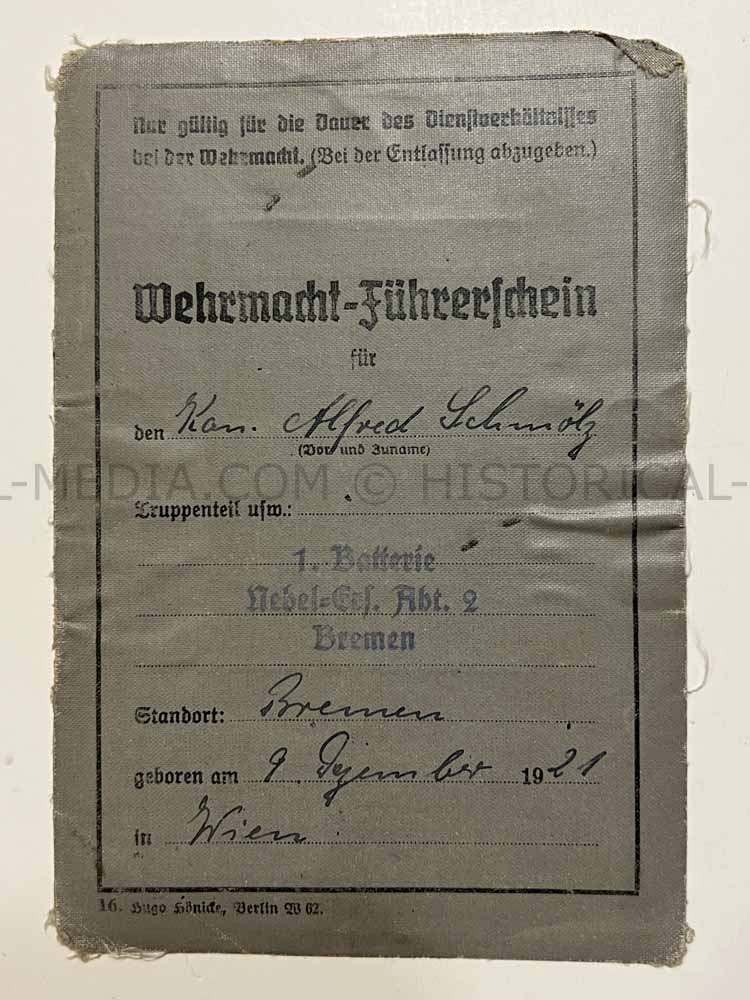 Nur gültig für die Dauer des Dienstverhältnisses
bei der Wehrmacht. (Bei der Entlassung abzugeben.)
Wehrmacht-Führerschein
für
den Kan. Alfred Schmölz
(Vor und Zuname)
L-MEDIA.COM © HISTORICAL-
Truppenteil usw.:
1. Batterie
Nebel-Ers. Abt. 2
Bremen
Standort: Bremen
geboren am 9 Dezember 1921
in Wien
16. Hugo Hönicke, Berlin W 62.